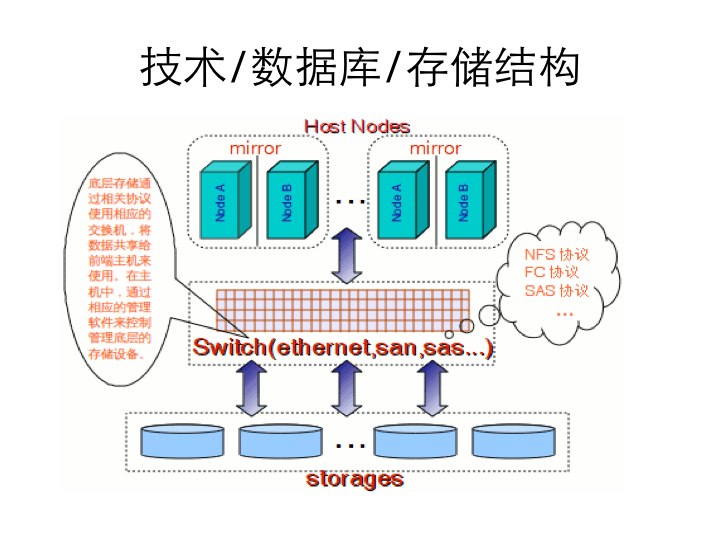 技术/数据库/存储结构
Host Nodes
mirror
mirror
Node A
Node B
...
Node A
Node B
底层存储通
过相关协议
使用相应的
交换机，将
数据共享给
前端主机来
使用。在主
机中，通过
相应的管理
软件来控制
管理底层的
存储设备。
NFS 协议
FC 协议
SAS 协议
...
Switch(ethernet,san,sas...)
...
storages